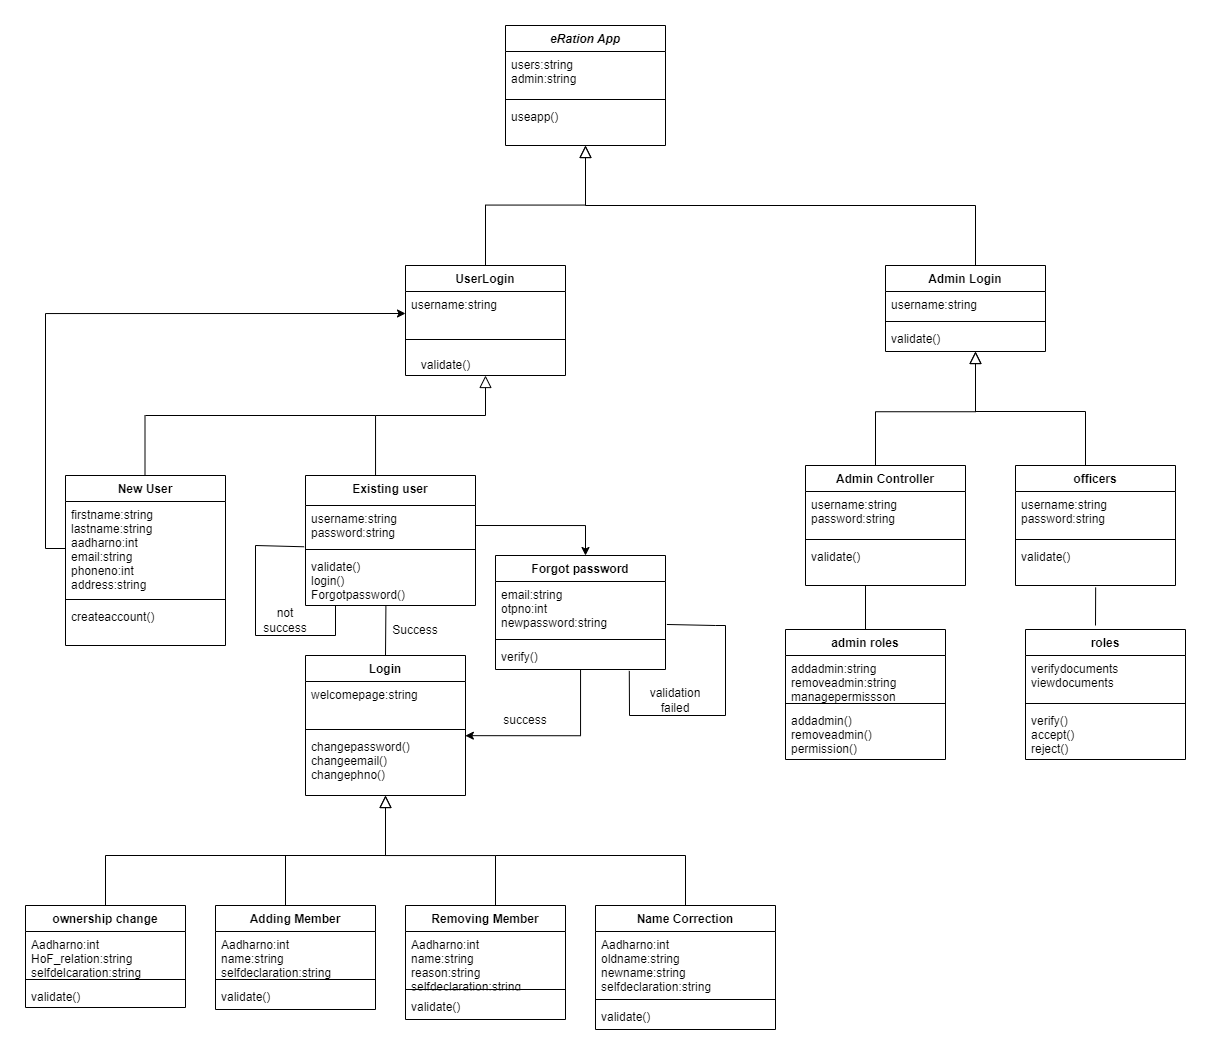 eRation App
users:string
admin:string
useapp()
UserLogin
username:string
validate()
Admin Login
username:string
validate()
New User
firstname:string
lastname:string
aadharno:int
email:string
phoneno:int
address:string
createaccount()
Existing user
username:string
password:string
validate()
login()
Forgotpassword()
not
success
Success
Forgot password
email:string
otpno:int
newpassword:string
verify()
validation
failed
success
Login
welcomepage:string
changepassword()
changeemail()
changephno()
Admin Controller
username:string
password:string
validate()
officers
username:string
password:string
validate()
admin roles
addadmin:string
removeadmin:string
managepermissson
addadmin()
removeadmin()
permission()
roles
verifydocuments
viewdocuments
verify()
accept()
reject()
ownership change
Aadharno:int
HoF_relation:string
selfdelcaration:string
validate()
Adding Member
Aadharno:int
name:string
selfdeclaration:string
validate()
Removing Member
Aadharno:int
name:string
reason:string
selfdeclaration:string
validate()
Name Correction
Aadharno:int
oldname:string
newname:string
selfdeclaration:string
validate()